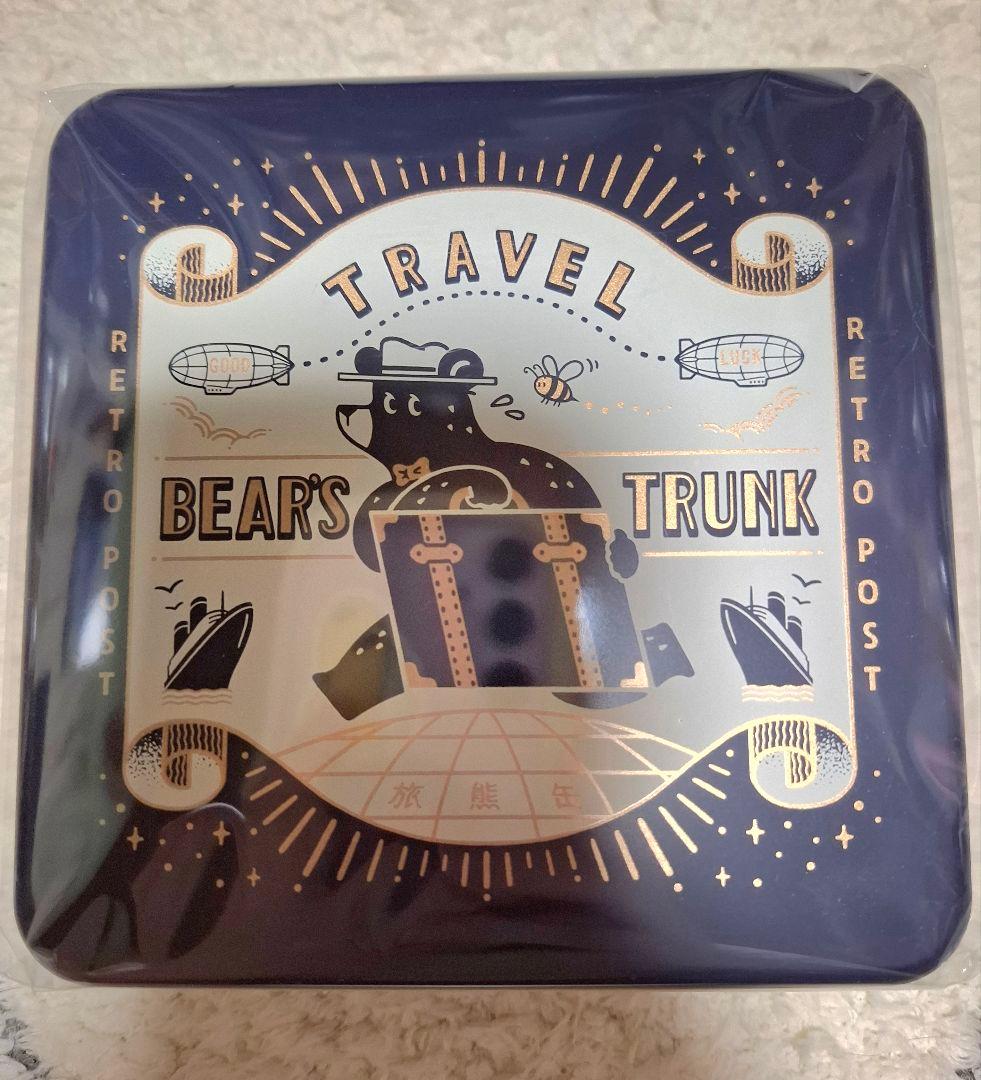 TRAVEL
GOOD
LUCK
BEAR'S TRUNK
RETRO POST
RETRO POST
旅熊缶